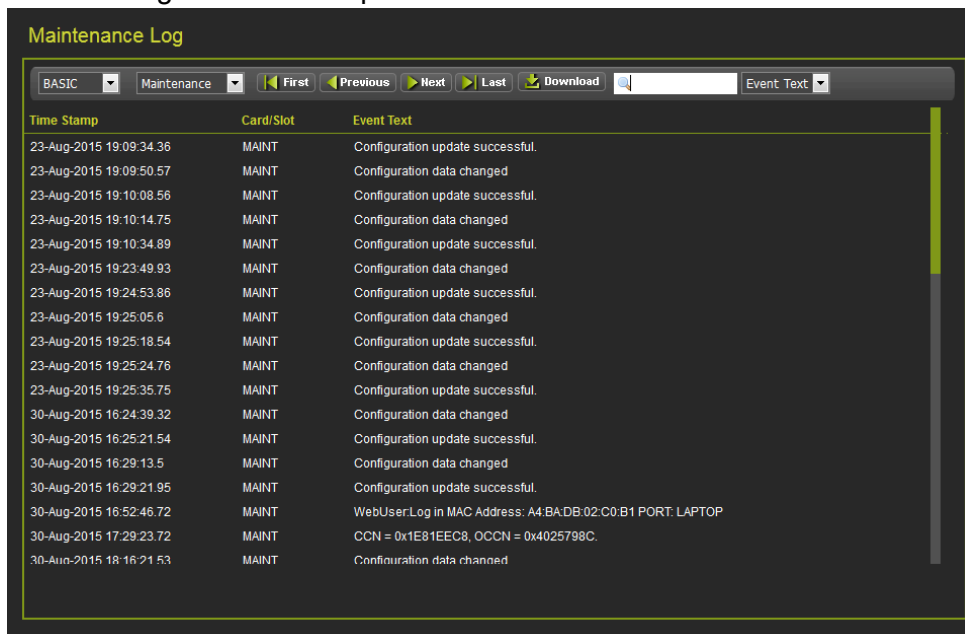 Maintenance Log
BASIC Maintenance First Previous Next Last Download Event Text
Time Stamp Card/Slot Event Text
23-Aug-2015 19:09:34.36 MAINT Configuration update successful.
23-Aug-2015 19:09:50.57 MAINT Configuration data changed
23-Aug-2015 19:10:08.56 MAINT Configuration update successful.
23-Aug-2015 19:10:14.75 MAINT Configuration data changed
23-Aug-2015 19:10:34.89 MAINT Configuration update successful.
23-Aug-2015 19:23:49.93 MAINT Configuration data changed
23-Aug-2015 19:24:53.86 MAINT Configuration update successful.
23-Aug-2015 19:25:05.6 MAINT Configuration data changed
23-Aug-2015 19:25:18.54 MAINT Configuration update successful.
23-Aug-2015 19:25:24.76 MAINT Configuration data changed
23-Aug-2015 19:25:35.75 MAINT Configuration update successful.
30-Aug-2015 16:24:39.32 MAINT Configuration data changed
30-Aug-2015 16:25:21.54 MAINT Configuration update successful.
30-Aug-2015 16:29:13.5 MAINT Configuration data changed
30-Aug-2015 16:29:21.95 MAINT Configuration update successful.
30-Aug-2015 16:52:46.72 MAINT WebUser:Log in MAC Address: A4:BA:DB:02:C0:B1 PORT: LAPTOP
30-Aug-2015 17:29:23.72 MAINT CCN = 0x1E81EEC8, OCCN = 0x4025798C.
30-Aug-2015 18:16:21.53 MAINT Configuration data changed